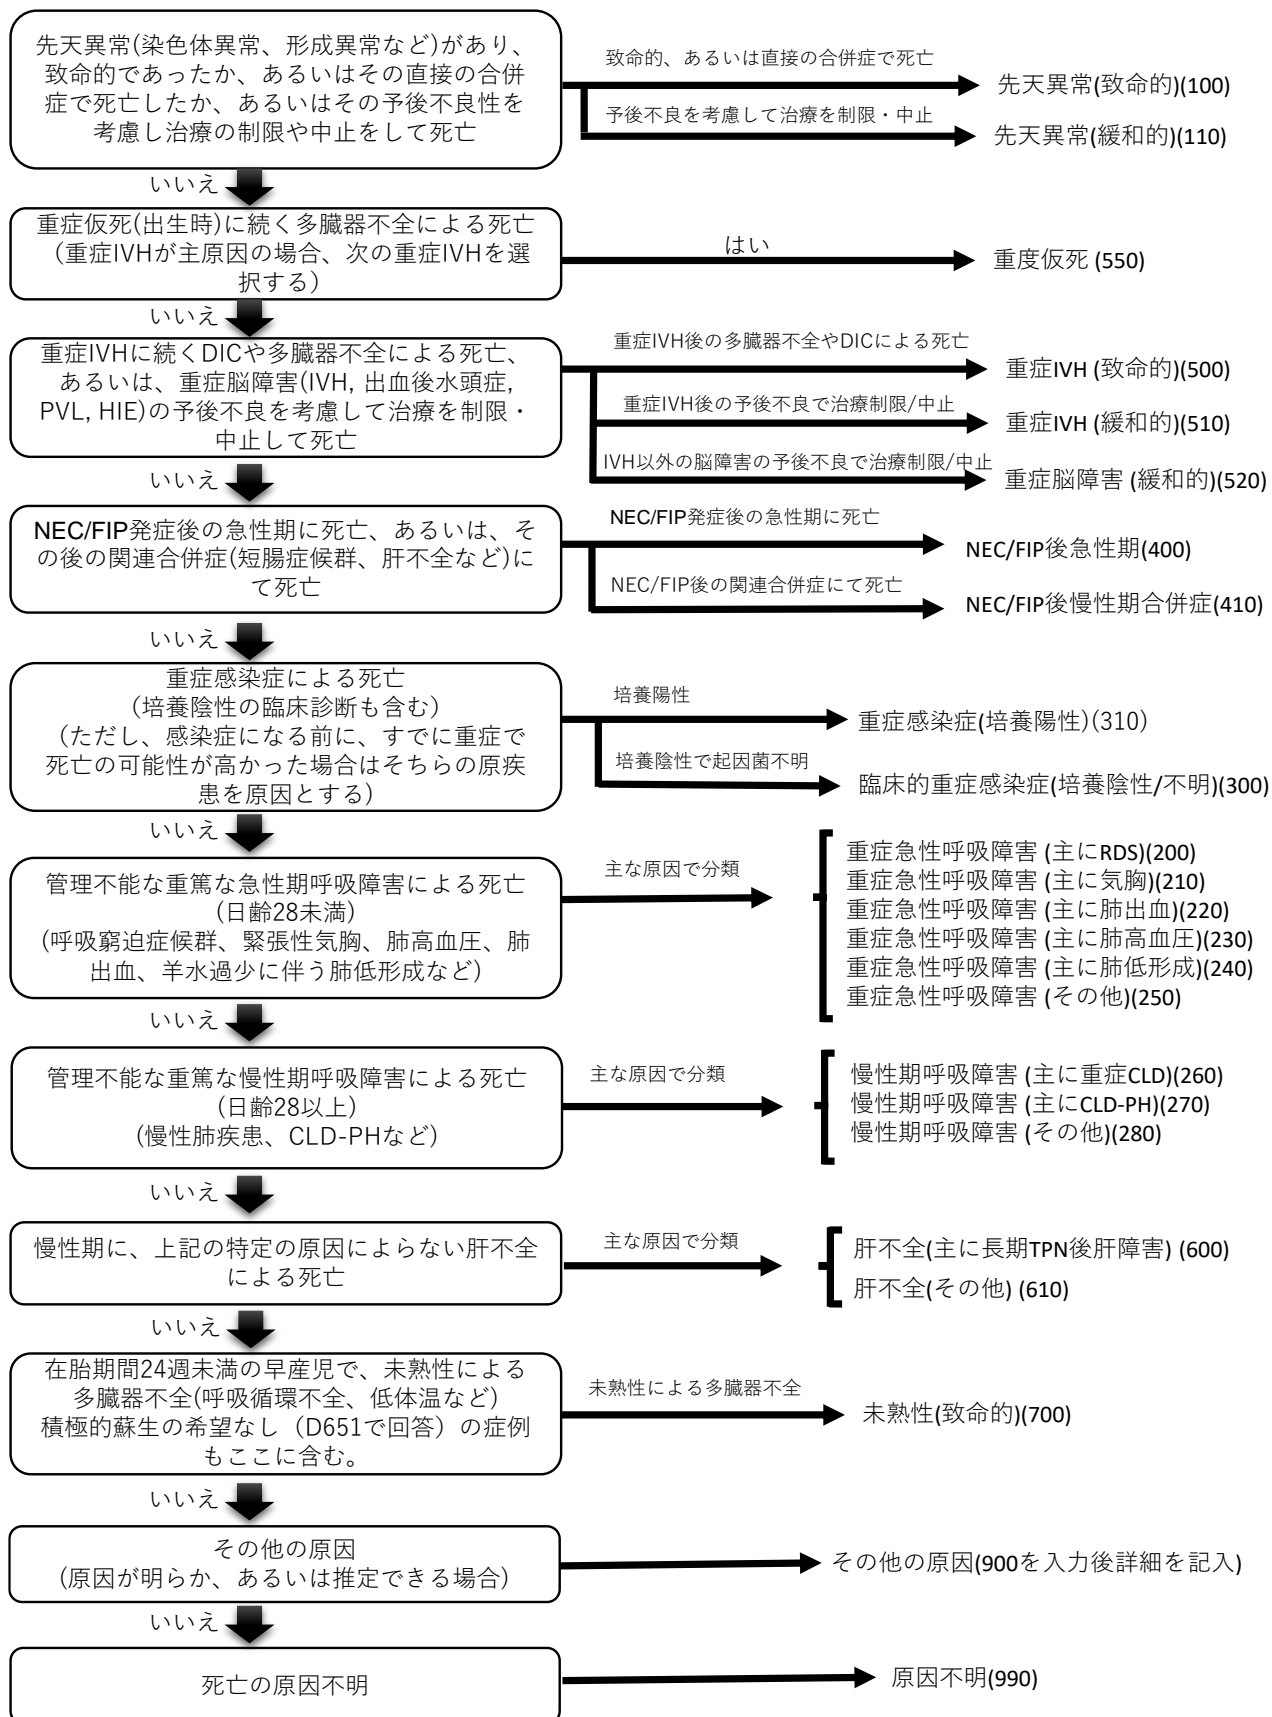 先天異常(染色体異常、形成異常など)があり、
致命的であったか、あるいはその直接の合併
症で死亡したか、あるいはその予後不良性を
考慮し治療の制限や中止をして死亡
致命的、あるいは直接の合併症で死亡
先天異常(致命的)(100)
予後不良を考慮して治療を制限・中止
先天異常(緩和的)(110)
いいえ
重症仮死(出生時)に続く多臓器不全による死亡
(重症IVHが主原因の場合、次の重症IVHを選
択する)
はい
重度仮死 (550)
いいえ
重症IVHに続くDICや多臓器不全による死亡、
あるいは、重症脳障害(IVH, 出血後水頭症,
PVL, HIE)の予後不良を考慮して治療を制限・
中止して死亡
重症IVH後の多臓器不全やDICによる死亡
重症IVH (致命的)(500)
重症IVH後の予後不良で治療制限/中止
重症IVH (緩和的)(510)
IVH以外の脳障害の予後不良で治療制限/中止
重症脳障害 (緩和的)(520)
いいえ
NEC/FIP発症後の急性期に死亡、あるいは、そ
の後の関連合併症(短腸症候群、肝不全など)に
て死亡
NEC/FIP発症後の急性期に死亡
NEC/FIP後急性期(400)
NEC/FIP後の関連合併症にて死亡
NEC/FIP後慢性期合併症(410)
いいえ
重症感染症による死亡
(培養陰性の臨床診断も含む)
(ただし、感染症になる前に、すでに重症で
死亡の可能性が高かった場合はそちらの原疾
患を原因とする)
培養陽性
重症感染症(培養陽性)(310)
培養陰性で起因菌不明
臨床的重症感染症(培養陰性/不明)(300)
いいえ
管理不能な重篤な急性期呼吸障害による死亡
(日齢28未満)
(呼吸窮迫症候群、緊張性気胸、肺高血圧、肺
出血、羊水過少に伴う肺低形成など)
主な原因で分類
重症急性呼吸障害 (主にRDS)(200)
重症急性呼吸障害 (主に気胸)(210)
重症急性呼吸障害 (主に肺出血)(220)
重症急性呼吸障害 (主に肺高血圧)(230)
重症急性呼吸障害 (主に肺低形成)(240)
重症急性呼吸障害 (その他)(250)
いいえ
管理不能な重篤な慢性期呼吸障害による死亡
(日齢28以上)
(慢性肺疾患、CLD-PHなど)
主な原因で分類
慢性期呼吸障害 (主に重症CLD)(260)
慢性期呼吸障害 (主にCLD-PH)(270)
慢性期呼吸障害 (その他)(280)
いいえ
慢性期に、上記の特定の原因によらない肝不全
による死亡
主な原因で分類
肝不全(主に長期TPN後肝障害) (600)
肝不全(その他) (610)
いいえ
在胎期間24週未満の早産児で、未熟性による
多臓器不全(呼吸循環不全、低体温など)
積極的蘇生の希望なし（D651で回答）の症例
もここに含む。
未熟性による多臓器不全
未熟性(致命的)(700)
いいえ
その他の原因
(原因が明らか、あるいは推定できる場合)
その他の原因(900を入力後詳細を記入)
いいえ
死亡の原因不明
原因不明(990)